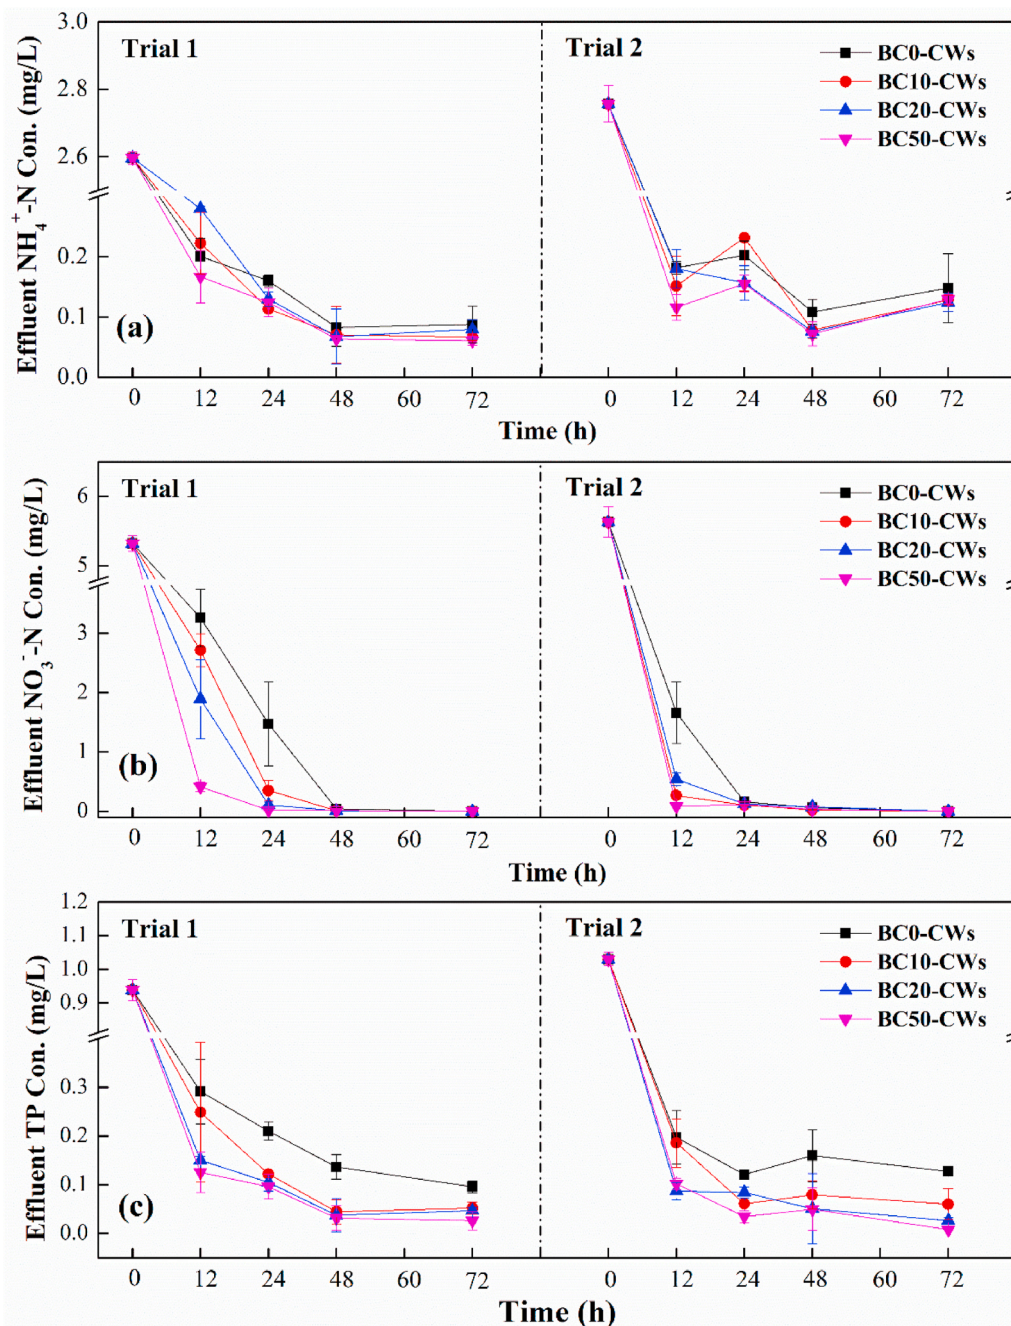 Effluent NH4+-N Con. (mg/L)
3.0
2.8
2.6
0.2
0.1
0.0
Trial 1
Trial 2
BC0-CWs
BC10-CWs
BC20-CWs
BC50-CWs
(a)
0 12 24 48 60 72 0 12 24 48 60 72
Time (h)
Effluent NO3--N Con. (mg/L)
6
5
3
2
1
0
Trial 1
Trial 2
BC0-CWs
BC10-CWs
BC20-CWs
BC50-CWs
(b)
0 12 24 48 60 72 0 12 24 48 60 72
Time (h)
Effluent TP Con. (mg/L)
1.2
1.1
1.0
0.9
0.3
0.2
0.1
0.0
Trial 1
Trial 2
BC0-CWs
BC10-CWs
BC20-CWs
BC50-CWs
(c)
0 12 24 48 60 72 0 12 24 48 60 72
Time (h)